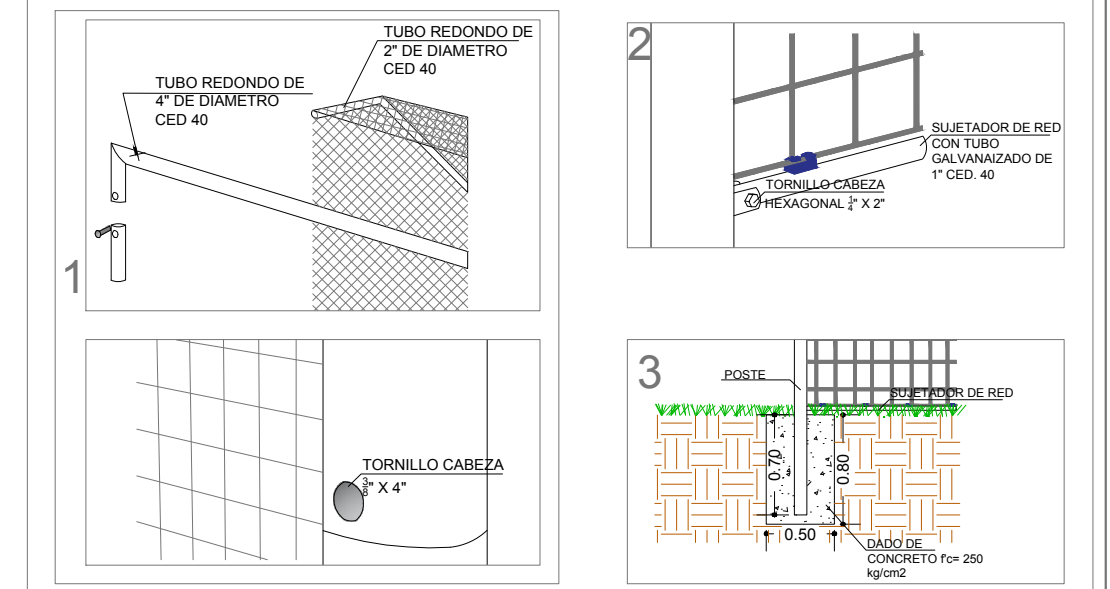 TUBO REDONDO DE
2" DE DIAMETRO
CED 40
TUBO REDONDO DE
4" DE DIAMETRO
CED 40
1
2
SUJETADOR DE RED
CON TUBO
GALVANAIZADO DE
1" CED. 40
TORNILLO CABEZA
HEXAGONAL 1/4" X 2"
TORNILLO CABEZA
3/8" X 4"
3
POSTE
SUJETADOR DE RED
0.70
0.80
0.50
DADO DE
CONCRETO f'c= 250
kg/cm2